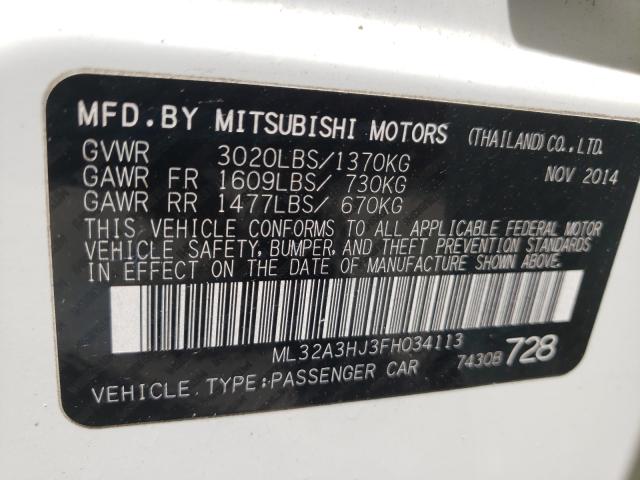 MFD.BY MITSUBISHI MOTORS (THAILAND)CO.,LTD.
GVWR 3020LBS/1370KG NOV 2014
GAWR FR 1609LBS/ 730KG
GAWR RR 1477LBS/ 670KG
THIS VEHICLE CONFORMS TO ALL APPLICABLE FEDERAL MOTOR
VEHICLE SAFETY, BUMPER, AND THEFT PREVENTION STANDARDS
IN EFFECT ON THE DATE OF MANUFACTURE SHOWN ABOVE.
ML32A3HJ3FH034113
VEHICLE TYPE:PASSENGER CAR 7430B 728